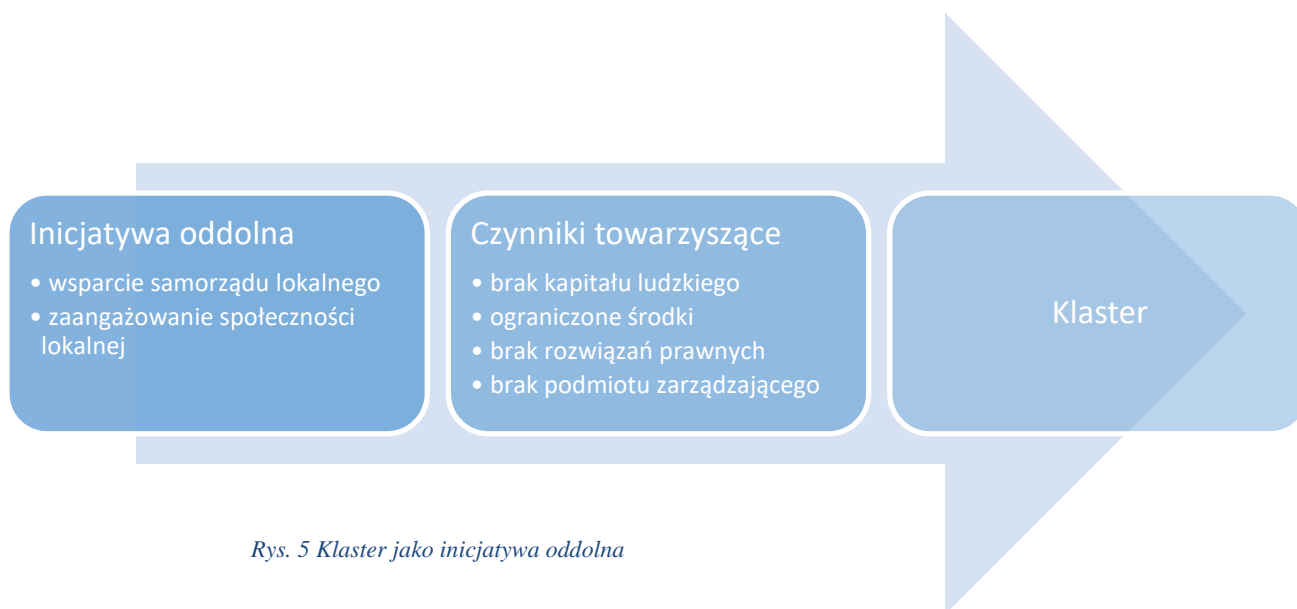 Inicjatywa oddolna
• wsparcie samorządu lokalnego
• zaangażowanie społeczności
lokalnej
Czynniki towarzyszące
• brak kapitału ludzkiego
• ograniczone środki
• brak rozwiązań prawnych
• brak podmiotu zarządzającego
Klaster
Rys. 5 Klaster jako inicjatywa oddolna